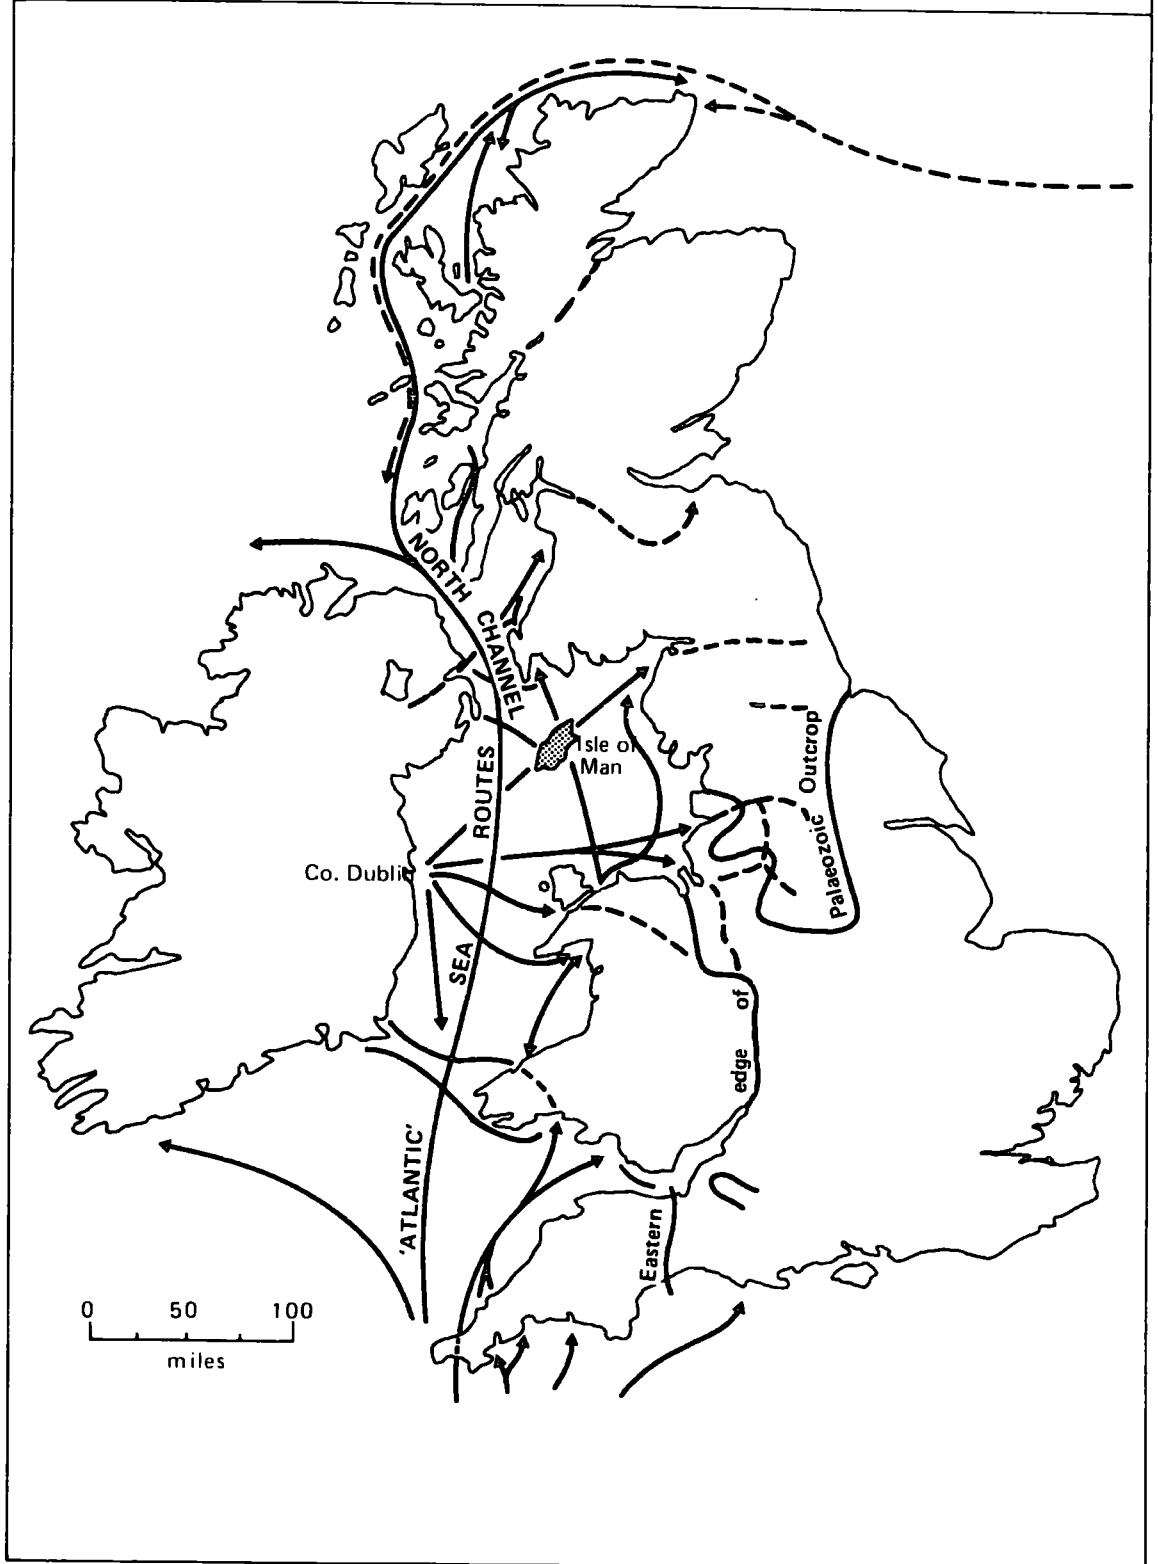 NORTH CHANNEL
Isle of
Man
ROUTES
Co. Dublin
SEA
'ATLANTIC'
Outcrop
Palaeozoic
of
edge
Eastern
0 50 100
miles